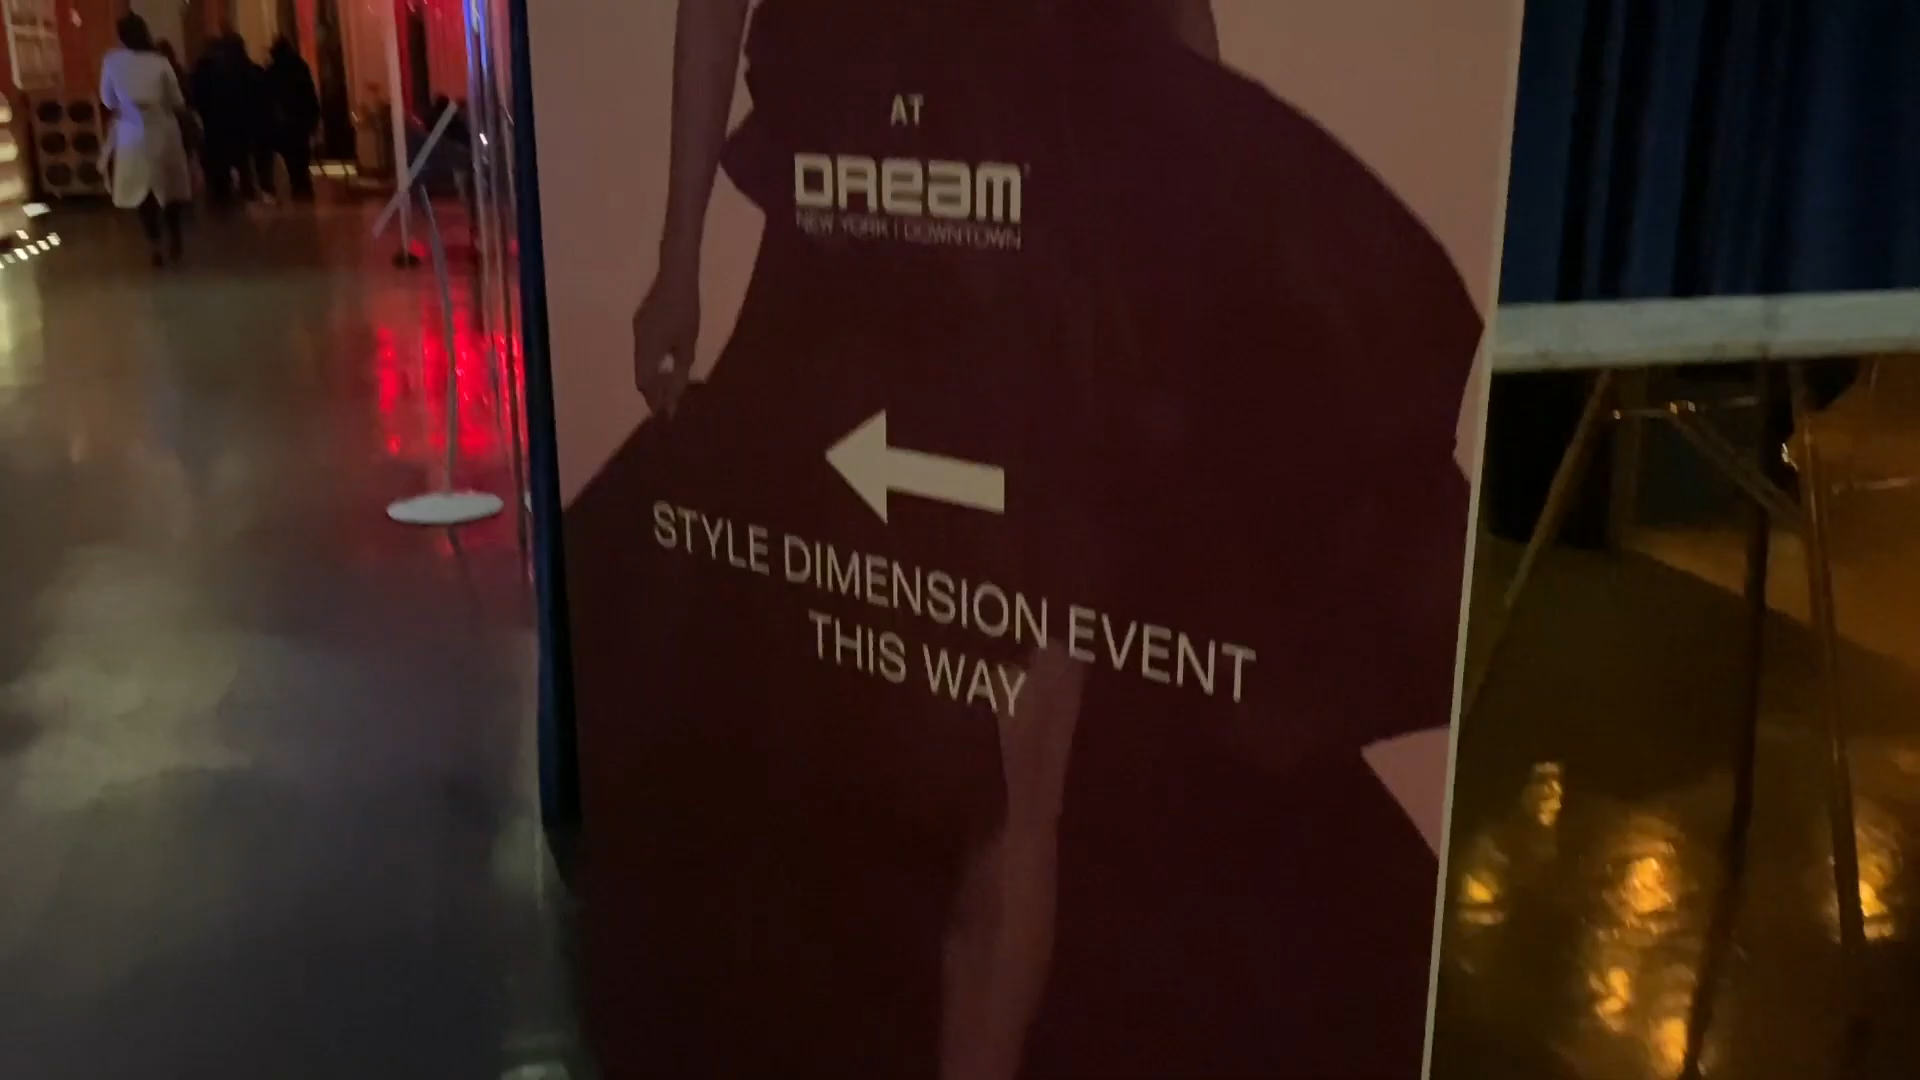 AT
DREAM
NEW YORK | DOWNTOWN
STYLE DIMENSION EVENT
THIS WAY